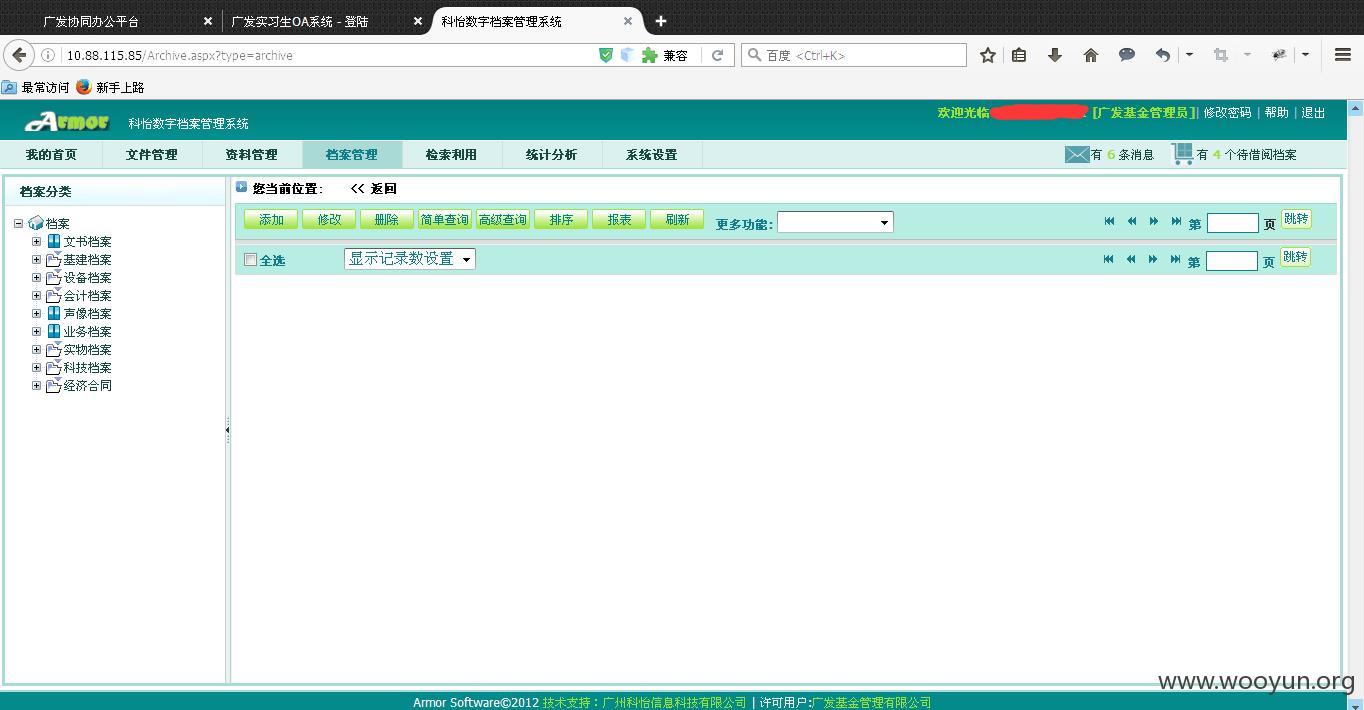 广发协同办公平台 × 广发实习生OA系统 - 登陆 × 科怡数字档案管理系统 × +
10.88.115.85/Archive.aspx?type=archive 兼容 百度 <Ctrl+K>
最常访问 新手上路
Armor 科怡数字档案管理系统 欢迎光临 [广发基金管理员]| 修改密码 | 帮助 | 退出
我的首页 文件管理 资料管理 档案管理 检索利用 统计分析 系统设置 有 6 条消息 有 4 个待借阅档案
档案分类
您当前位置: << 返回
添加 修改 删除 简单查询 高级查询 排序 报表 刷新 更多功能: 第 页 跳转
全选 显示记录数设置 第 页 跳转
档案
文书档案
基建档案
设备档案
会计档案
声像档案
业务档案
实物档案
科技档案
经济合同
www.wooyun.org
Armor Software©2012 技术支持：广州科怡信息科技有限公司 | 许可用户:广发基金管理有限公司